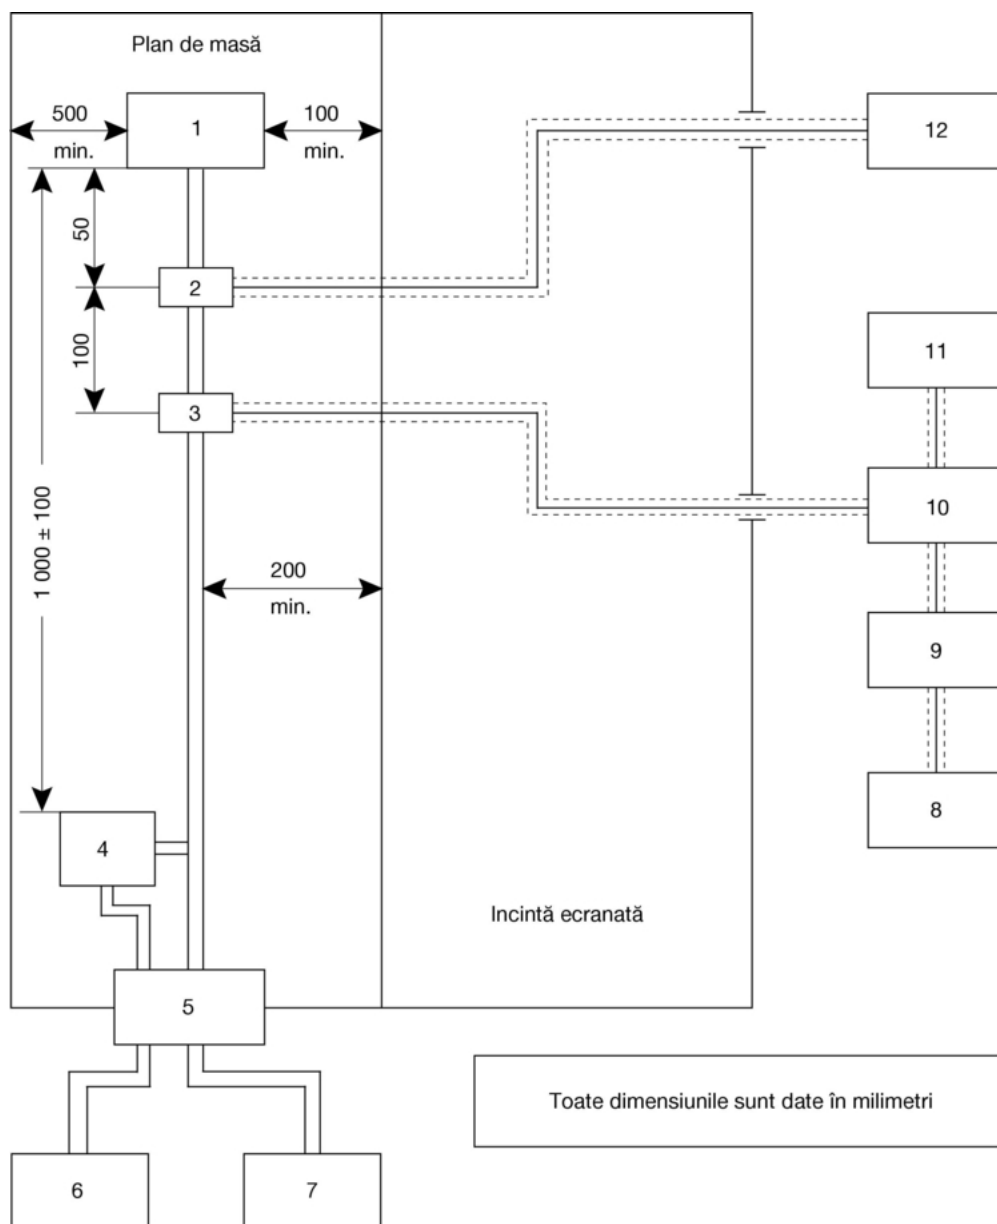 Plan de masă
500
min.
1
100
min.
12
50
2
100
11
3
1 000 ± 100
10
200
min.
9
4
8
Incintă ecranată
5
Toate dimensiunile sunt date în milimetri
6
7